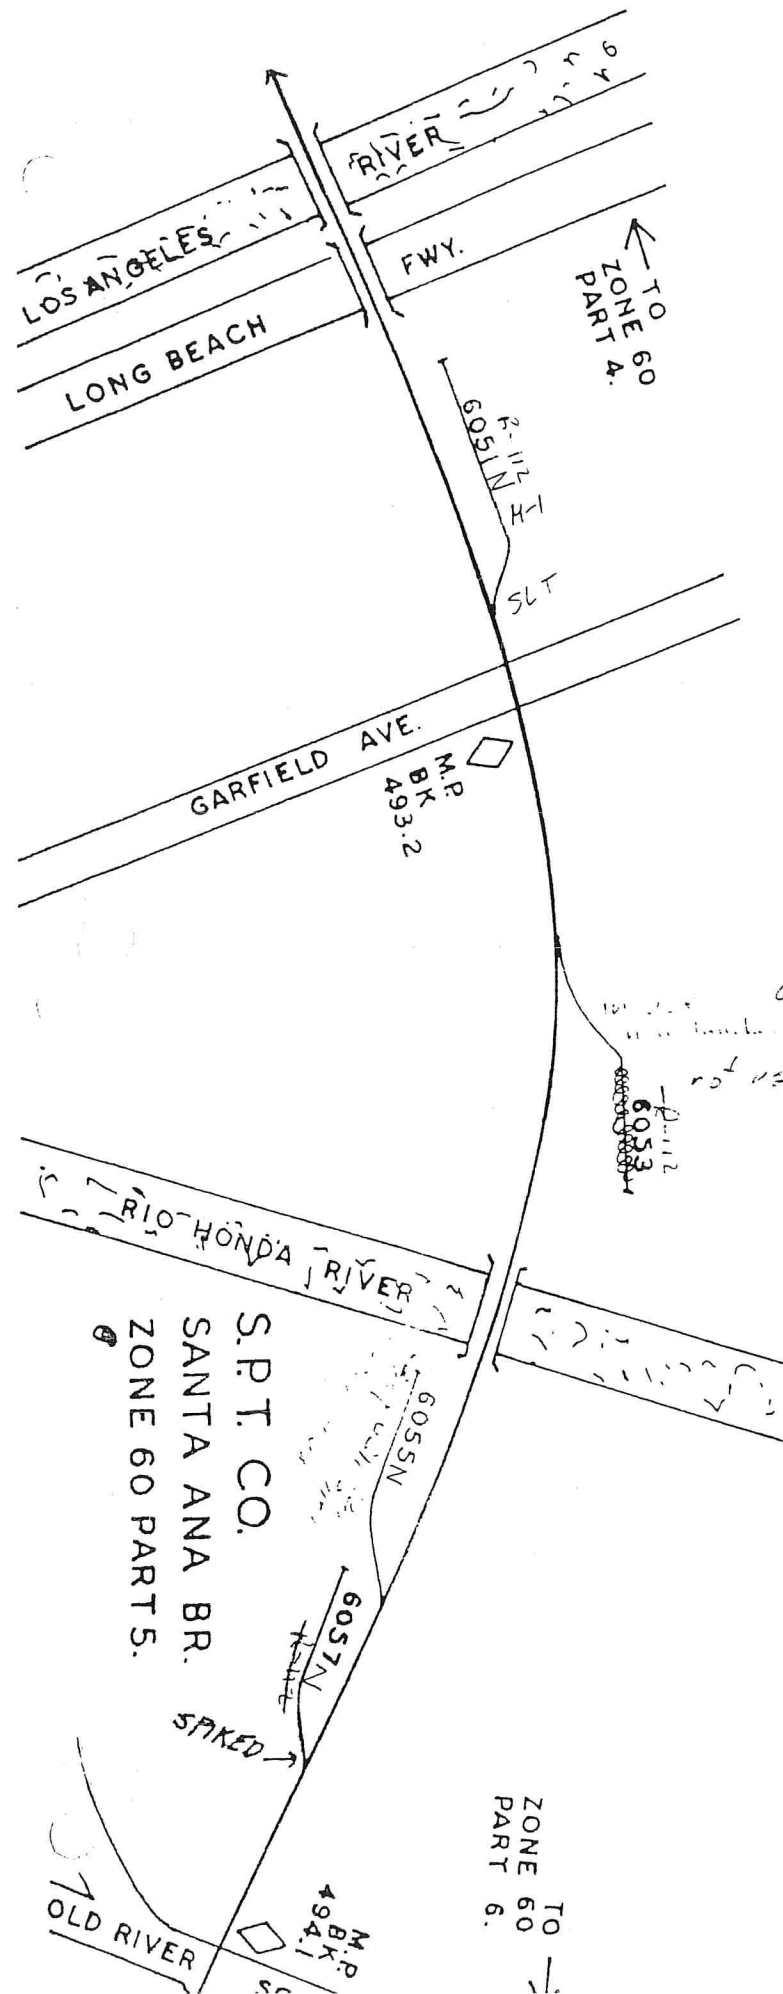 LOS ANGELES RIVER
LONG BEACH FWY.
TO
ZONE 60
PART 4.
R-112
6051N
H-1
SLT
GARFIELD AVE.
M.P.
BK
493.2
R-112
6053
RIO HONDA RIVER
S.P.T. CO.
SANTA ANA BR.
ZONE 60 PART 5.
6055N
6057N
SPIKED
TO
ZONE 60
PART 6.
M.P.
BK.
494.1
OLD RIVER